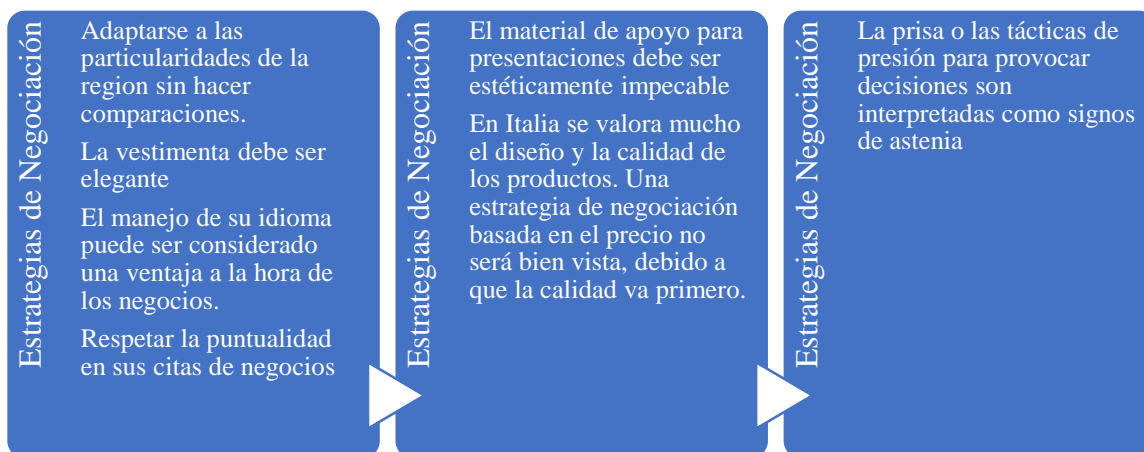 Estrategias de Negociación
Adaptarse a las
particularidades de la
region sin hacer
comparaciones.
La vestimenta debe ser
elegante
El manejo de su idioma
puede ser considerado
una ventaja a la hora de
los negocios.
Respetar la puntualidad
en sus citas de negocios
Estrategias de Negociación
El material de apoyo para
presentaciones debe ser
estéticamente impecable
En Italia se valora mucho
el diseño y la calidad de
los productos. Una
estrategia de negociación
basada en el precio no
será bien vista, debido a
que la calidad va primero.
Estrategias de Negociación
La prisa o las tácticas de
presión para provocar
decisiones son
interpretadas como signos
de astenia